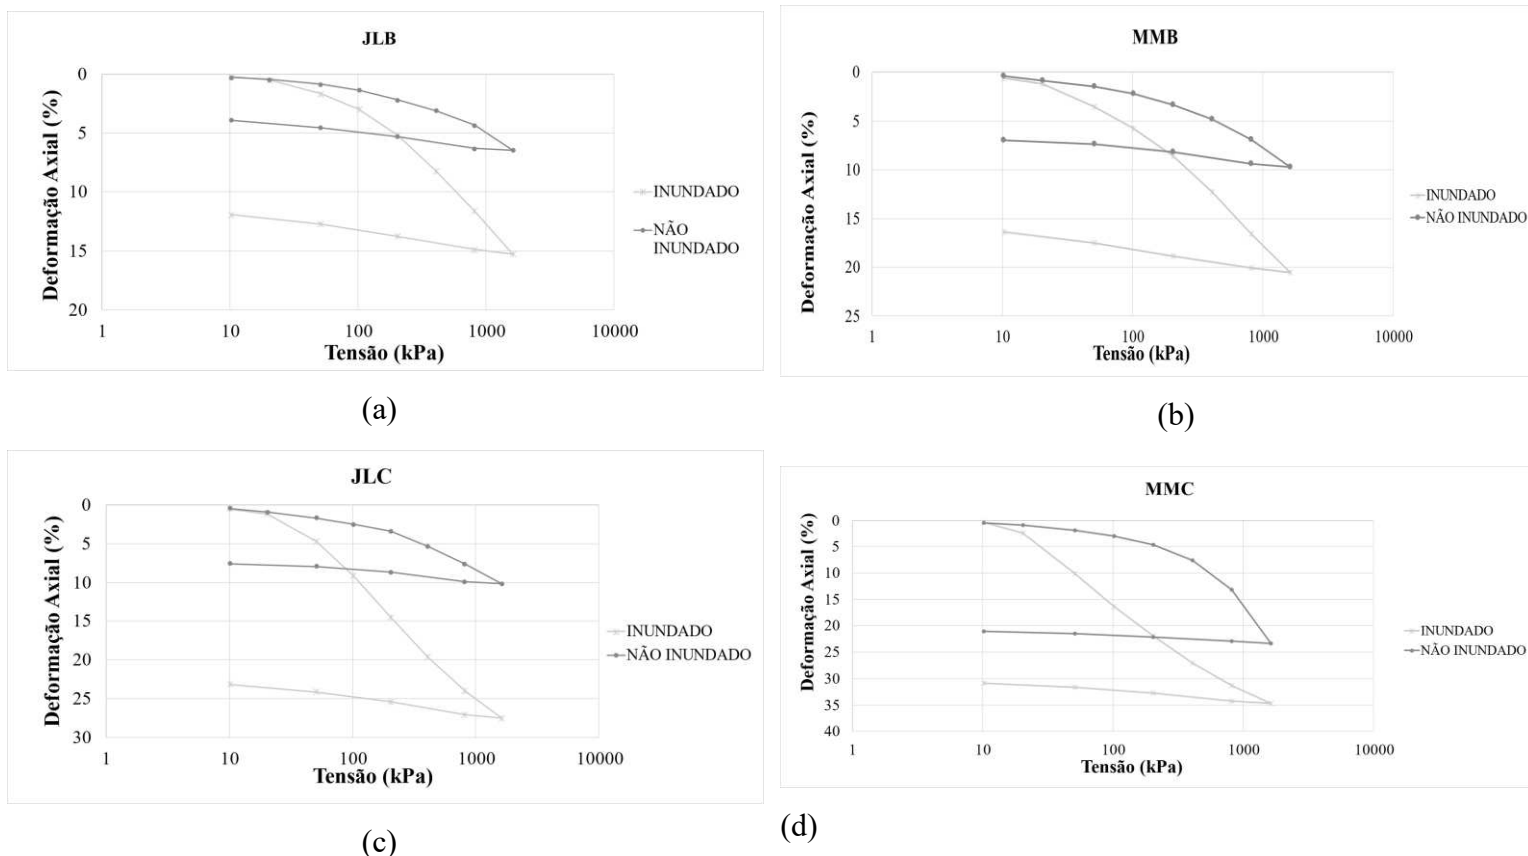 JLB
0
5
10
15
20
Deformação Axial (%)
1
10
100
1000
10000
Tensão (kPa)
INUNDADO
NÃO
INUNDADO
(a)
MMB
0
5
10
15
20
25
Deformação Axial (%)
1
10
100
1000
10000
Tensão (kPa)
INUNDADO
NÃO INUNDADO
(b)
JLC
0
5
10
15
20
25
30
Deformação Axial (%)
1
10
100
1000
10000
Tensão (kPa)
INUNDADO
NÃO INUNDADO
(c)
MMC
0
5
10
15
20
25
30
35
40
Deformação Axial (%)
1
10
100
1000
10000
Tensão (kPa)
INUNDADO
NÃO INUNDADO
(d)